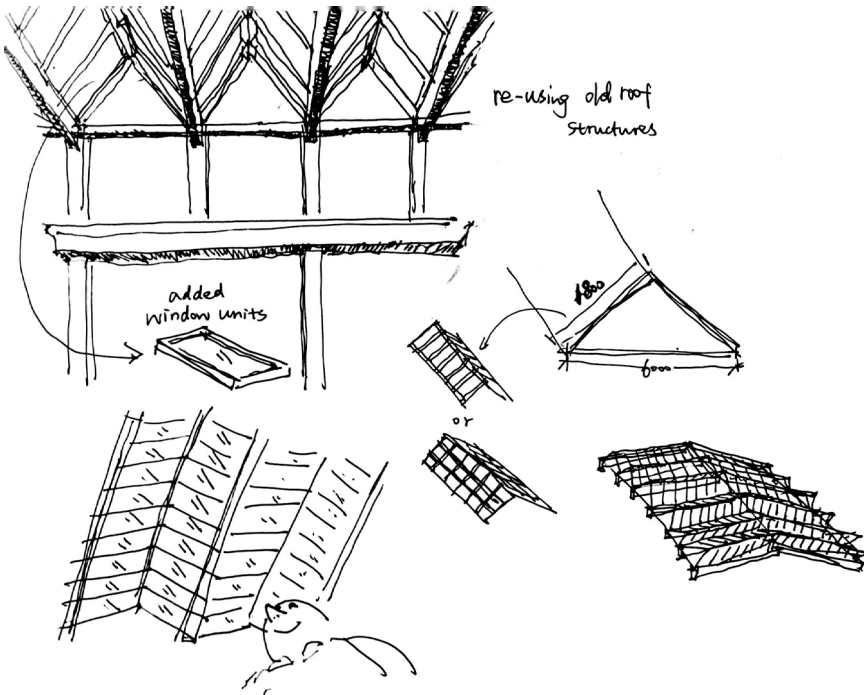 re-using old roof
structures
added
window units
or
6000